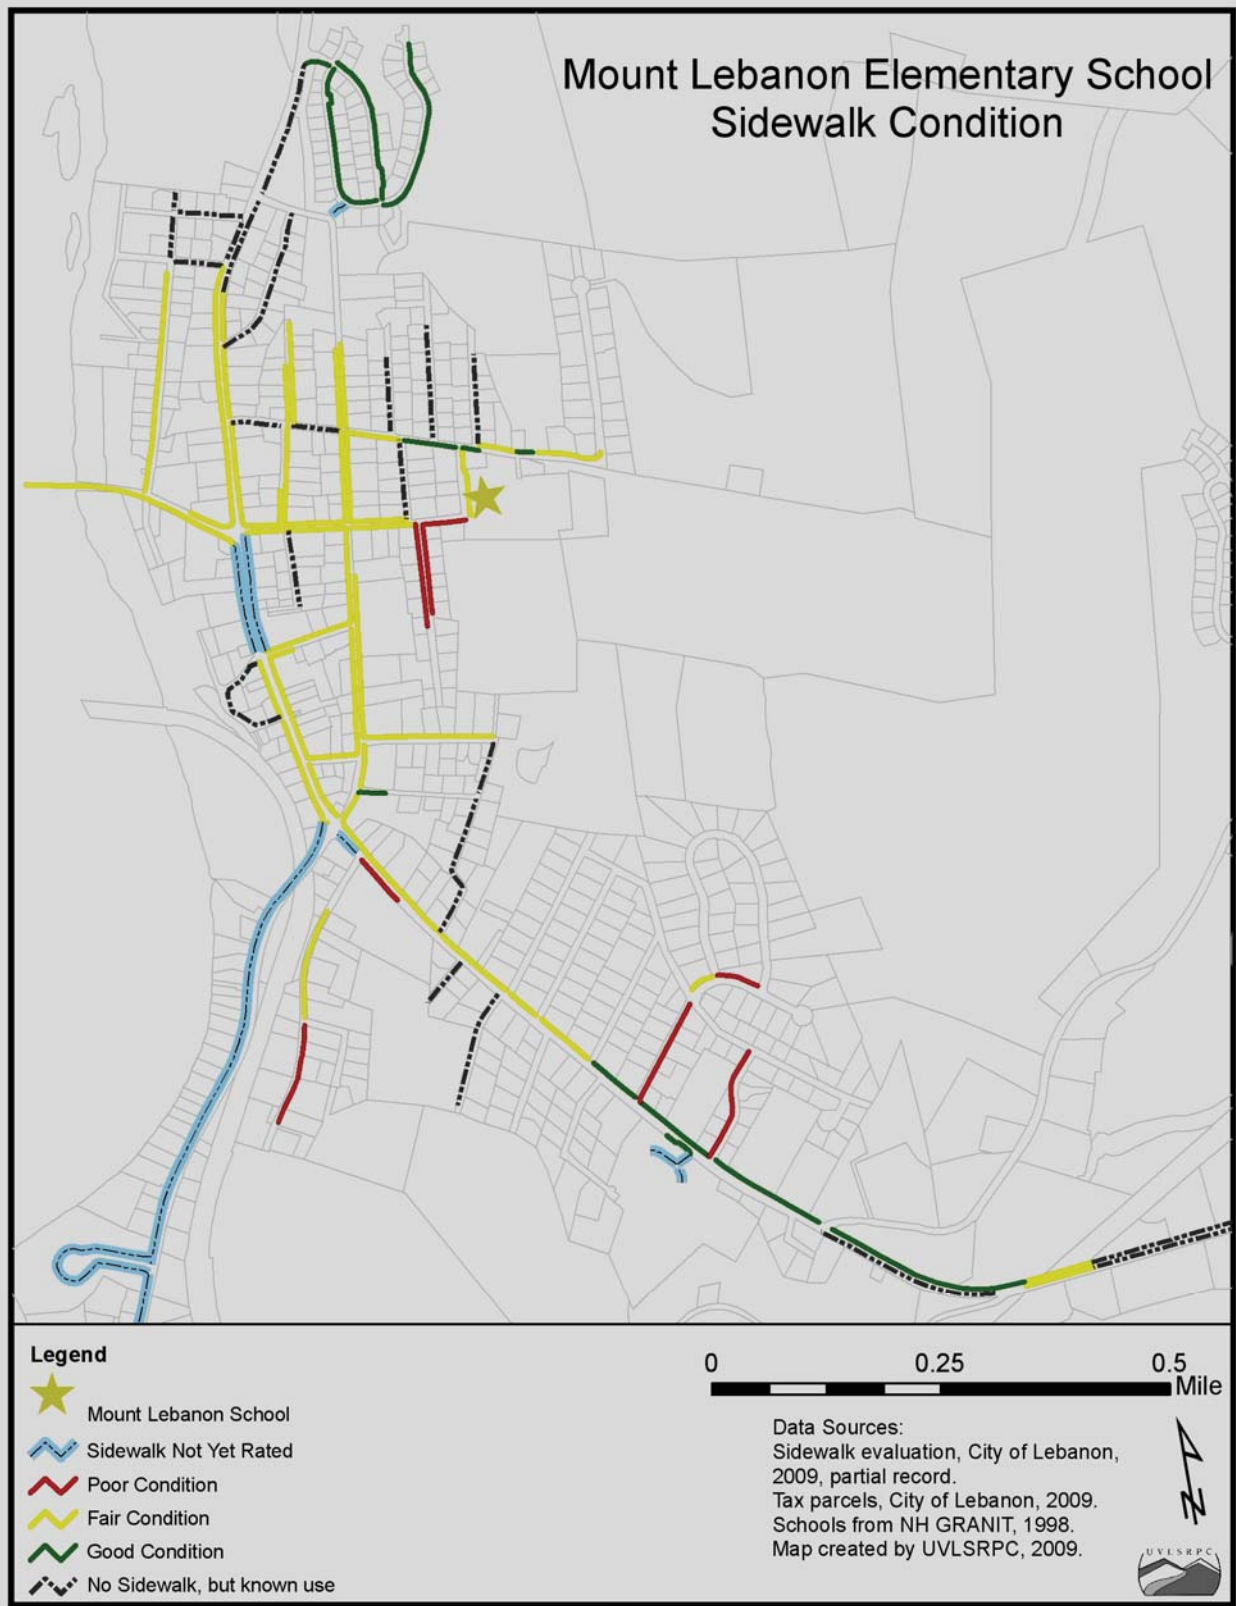 Mount Lebanon Elementary School
Sidewalk Condition
Legend
Mount Lebanon School
Sidewalk Not Yet Rated
Poor Condition
Fair Condition
Good Condition
No Sidewalk, but known use
0 0.25 0.5
Mile
Data Sources:
Sidewalk evaluation, City of Lebanon,
2009, partial record.
Tax parcels, City of Lebanon, 2009.
Schools from NH GRANIT, 1998.
Map created by UVLSRPC, 2009.
N
UVLSRPC